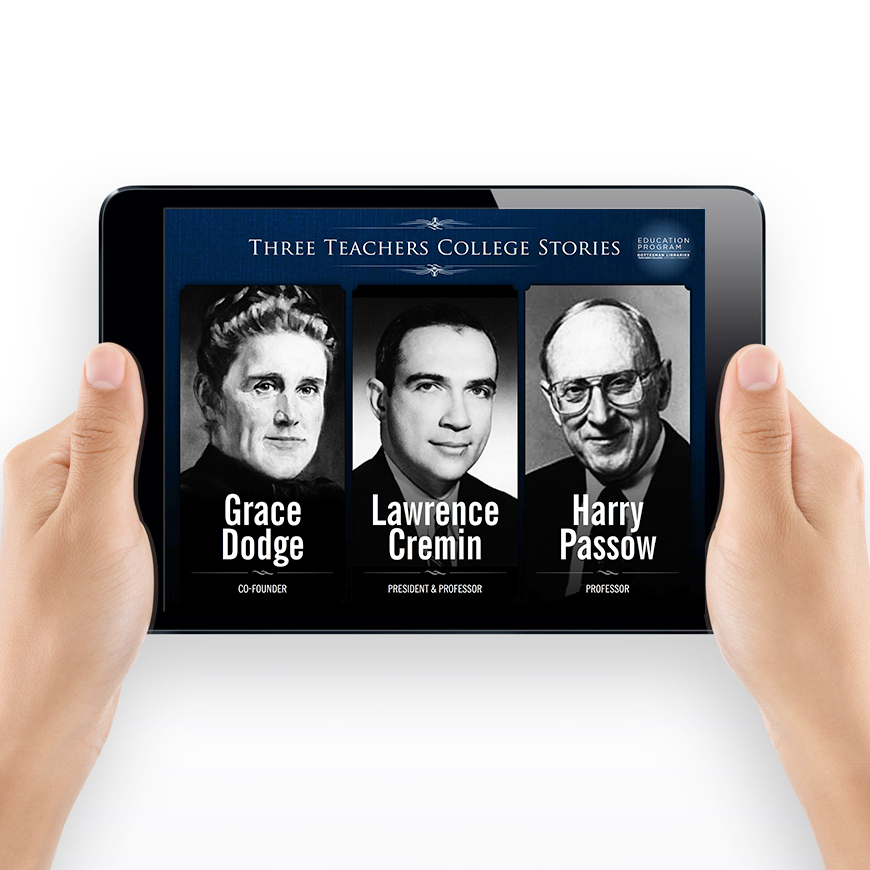 THREE TEACHERS COLLEGE STORIES
EDUCATION
PROGRAM
GOTTESMAN LIBRARIES
Grace
Dodge
CO-FOUNDER
Lawrence
Cremin
PRESIDENT & PROFESSOR
Harry
Passow
PROFESSOR